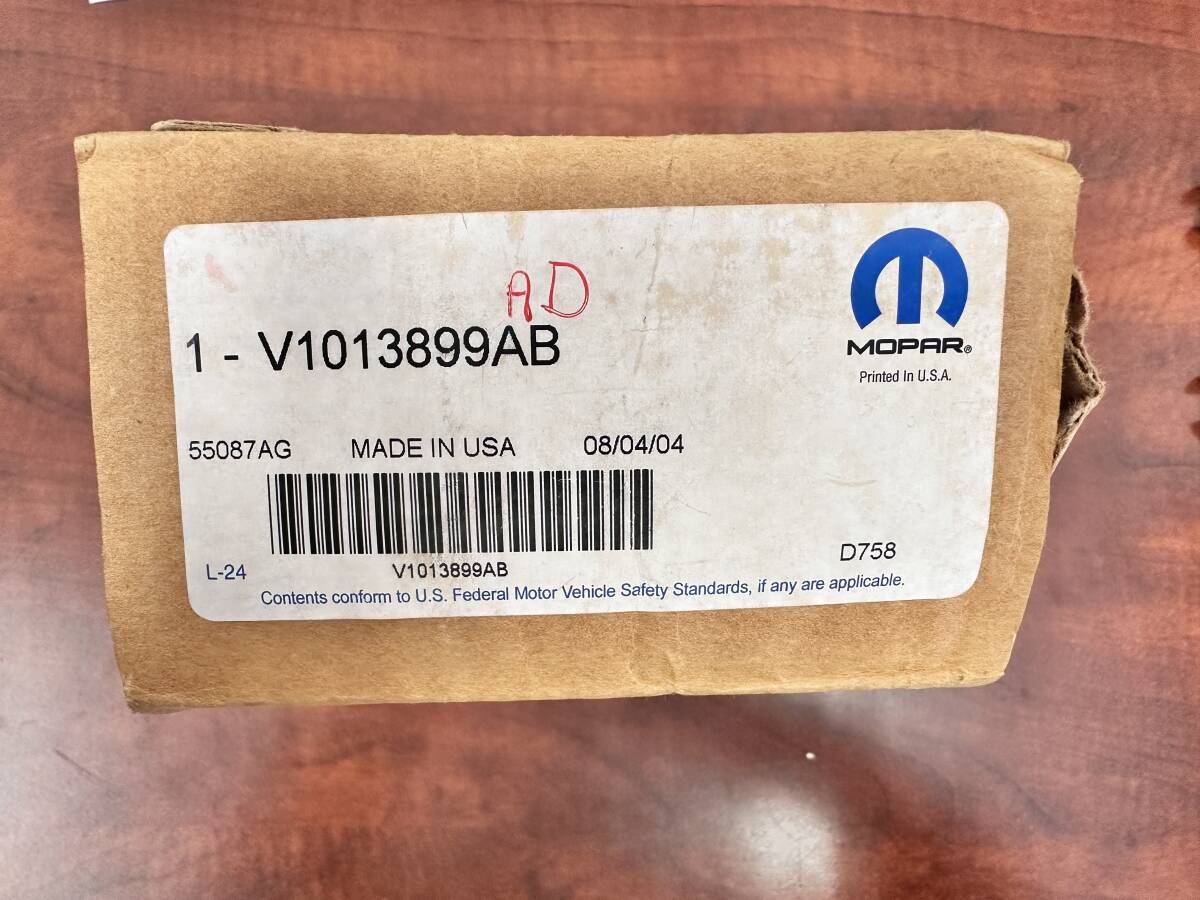 AD
1 - V1013899AB
MOPAR®
Printed In U.S.A.
55087AG MADE IN USA 08/04/04
V1013899AB
D758
L-24
Contents conform to U.S. Federal Motor Vehicle Safety Standards, if any are applicable.